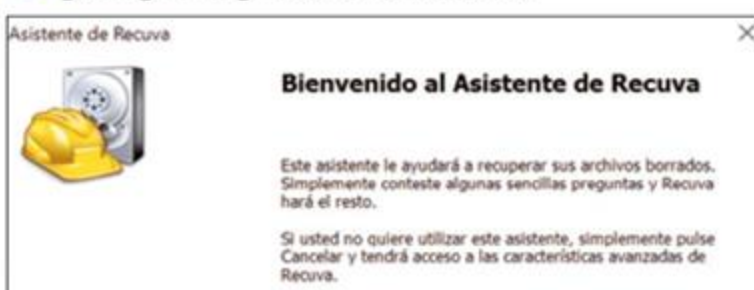 Asistente de Recuva
Bienvenido al Asistente de Recuva
Este asistente le ayudará a recuperar sus archivos borrados.
Simplemente conteste algunas sencillas preguntas y Recuva
hará el resto.
Si usted no quiere utilizar este asistente, simplemente pulse
Cancelar y tendrá acceso a las características avanzadas de
Recuva.